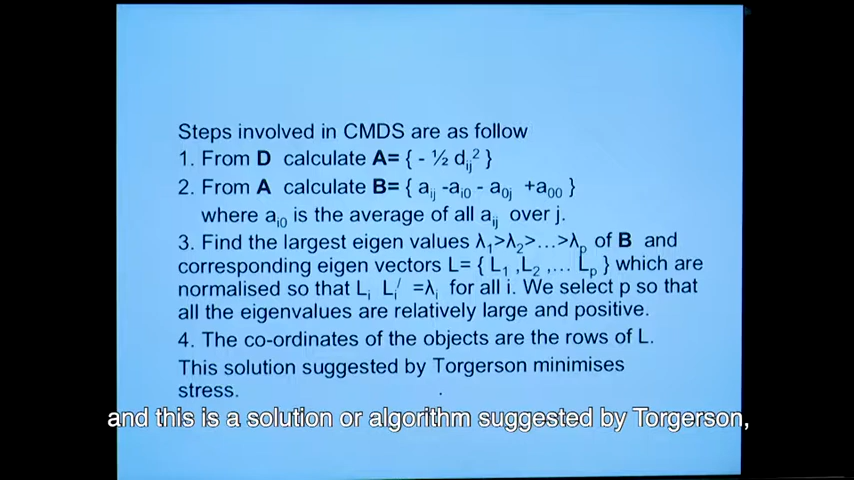 Steps involved in CMDS are as follow
1. From D calculate A= { - ½ dij² }
2. From A calculate B= { aij -ai0 - a0j +a00 }
where ai0 is the average of all aij over j.
3. Find the largest eigen values λ1>λ2>…>λp of B and
corresponding eigen vectors L= { L1 ,L2 ,… Lp } which are
normalised so that Li Li/ =λi for all i. We select p so that
all the eigenvalues are relatively large and positive.
4. The co-ordinates of the objects are the rows of L.
This solution suggested by Torgerson minimises
stress.
and this is a solution or algorithm suggested by Torgerson,